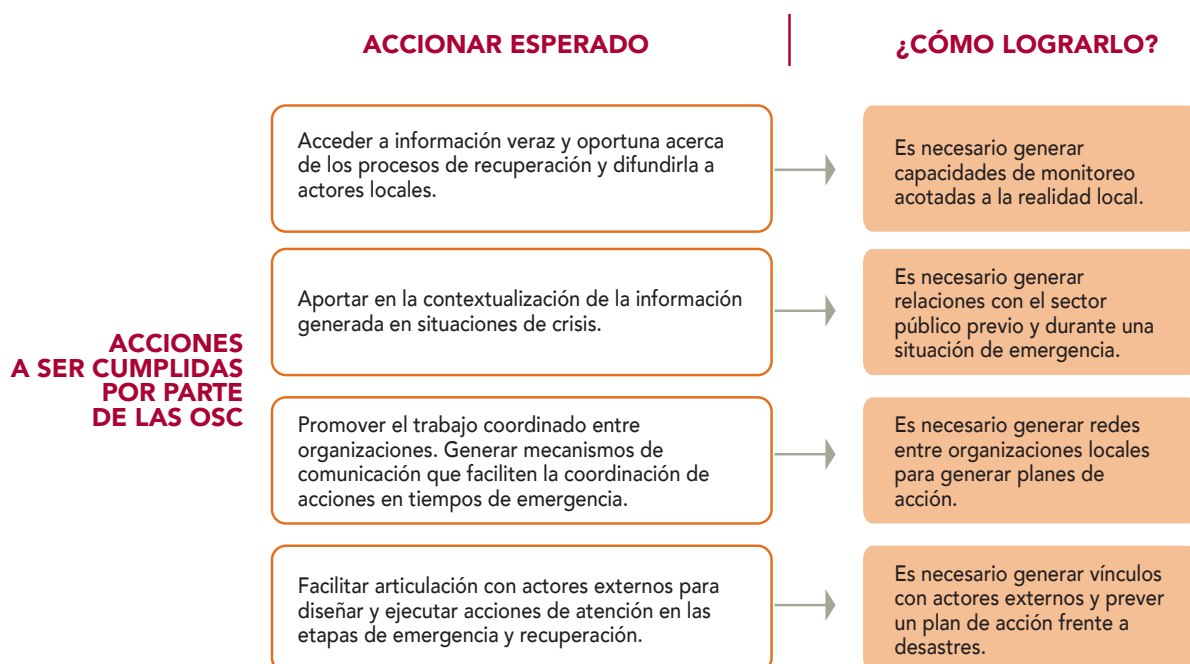 ACCIONAR ESPERADO
¿CÓMO LOGRARLO?
ACCIONES
A SER CUMPLIDAS
POR PARTE
DE LAS OSC
Acceder a información veraz y oportuna acerca
de los procesos de recuperación y difundirla a
actores locales.
Es necesario generar
capacidades de monitoreo
acotadas a la realidad local.
Aportar en la contextualización de la información
generada en situaciones de crisis.
Es necesario generar
relaciones con el sector
público previo y durante una
situación de emergencia.
Promover el trabajo coordinado entre
organizaciones. Generar mecanismos de
comunicación que faciliten la coordinación de
acciones en tiempos de emergencia.
Es necesario generar redes
entre organizaciones locales
para generar planes de
acción.
Facilitar articulación con actores externos para
diseñar y ejecutar acciones de atención en las
etapas de emergencia y recuperación.
Es necesario generar vínculos
con actores externos y prever
un plan de acción frente a
desastres.